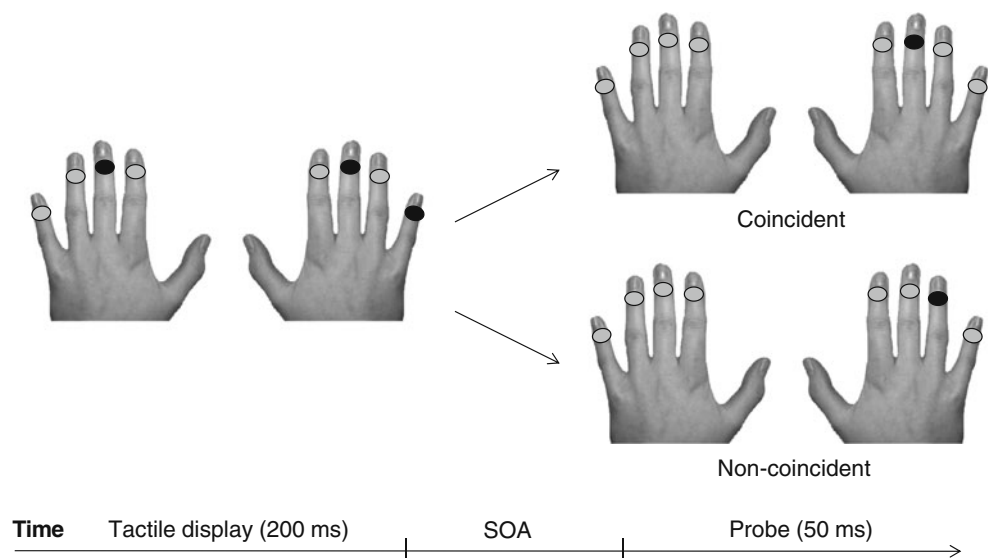 Coincident
Non-coincident
Time Tactile display (200 ms) SOA Probe (50 ms)